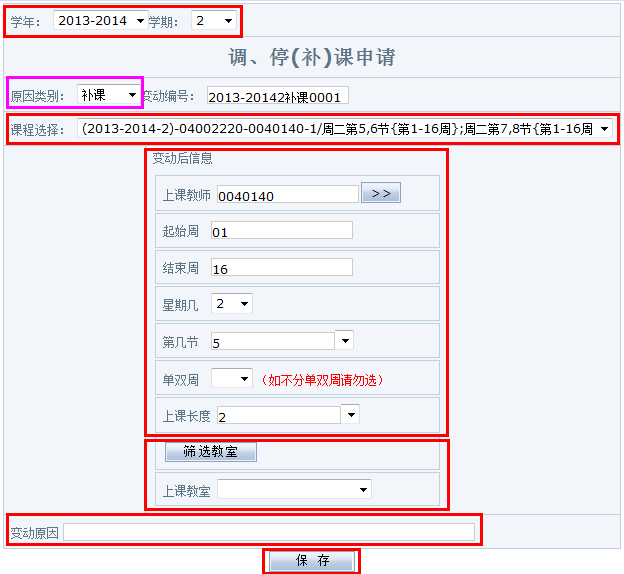 学年： 2013-2014 学期： 2
调、停(补)课申请
原因类别： 补课 变动编号： 2013-20142补课0001
课程选择： (2013-2014-2)-04002220-0040140-1/周二第5,6节{第1-16周};周二第7,8节{第1-16周
变动后信息
上课教师 0040140 >>
起始周 01
结束周 16
星期几 2
第几节 5
单双周 （如不分单双周请勿选）
上课长度 2
筛选教室
上课教室
变动原因
保 存